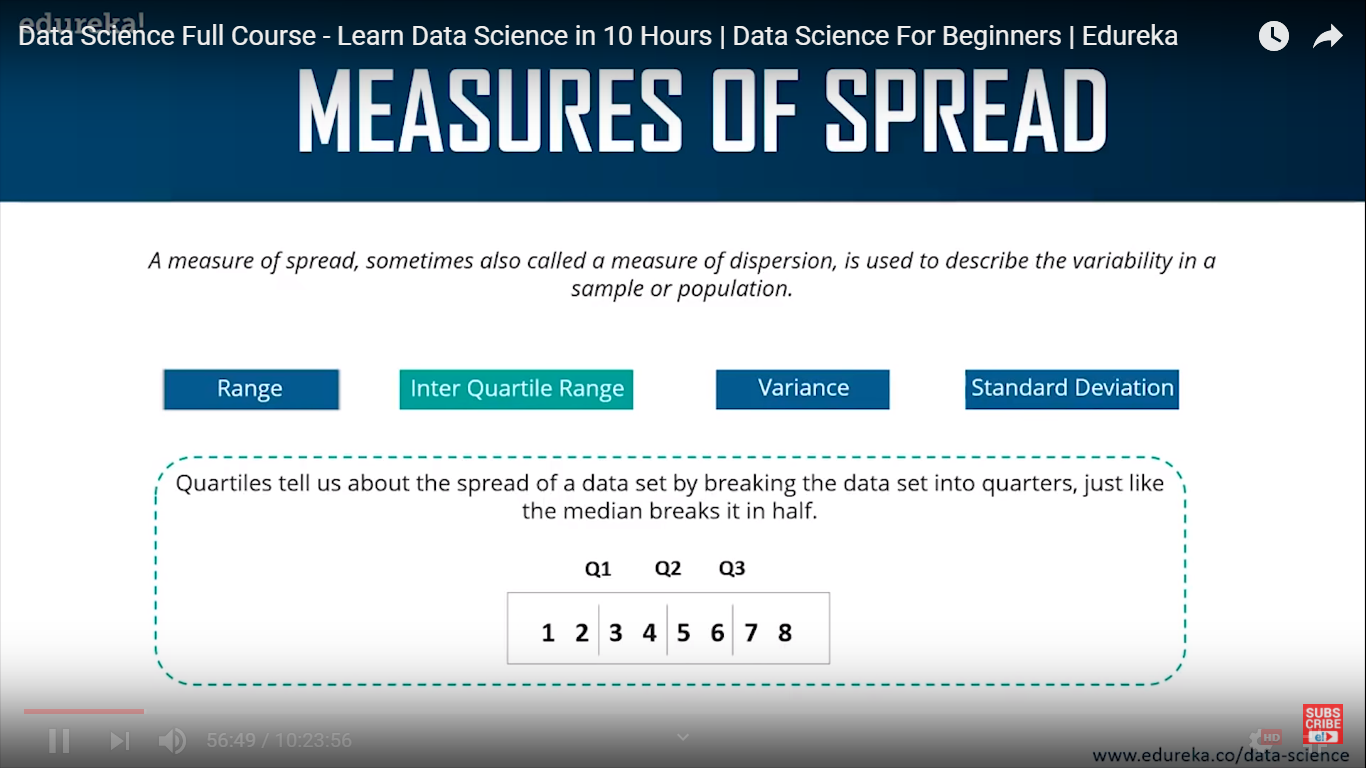 edureka!
Data Science Full Course - Learn Data Science in 10 Hours | Data Science For Beginners | Edureka
MEASURES OF SPREAD
A measure of spread, sometimes also called a measure of dispersion, is used to describe the variability in a
sample or population.
Range Inter Quartile Range Variance Standard Deviation
Quartiles tell us about the spread of a data set by breaking the data set into quarters, just like
the median breaks it in half.
Q1 Q2 Q3
1 2 3 4 5 6 7 8
SUBS
CRIBE
e!
56:49 / 10:23:56
HD
www.edureka.co/data-science